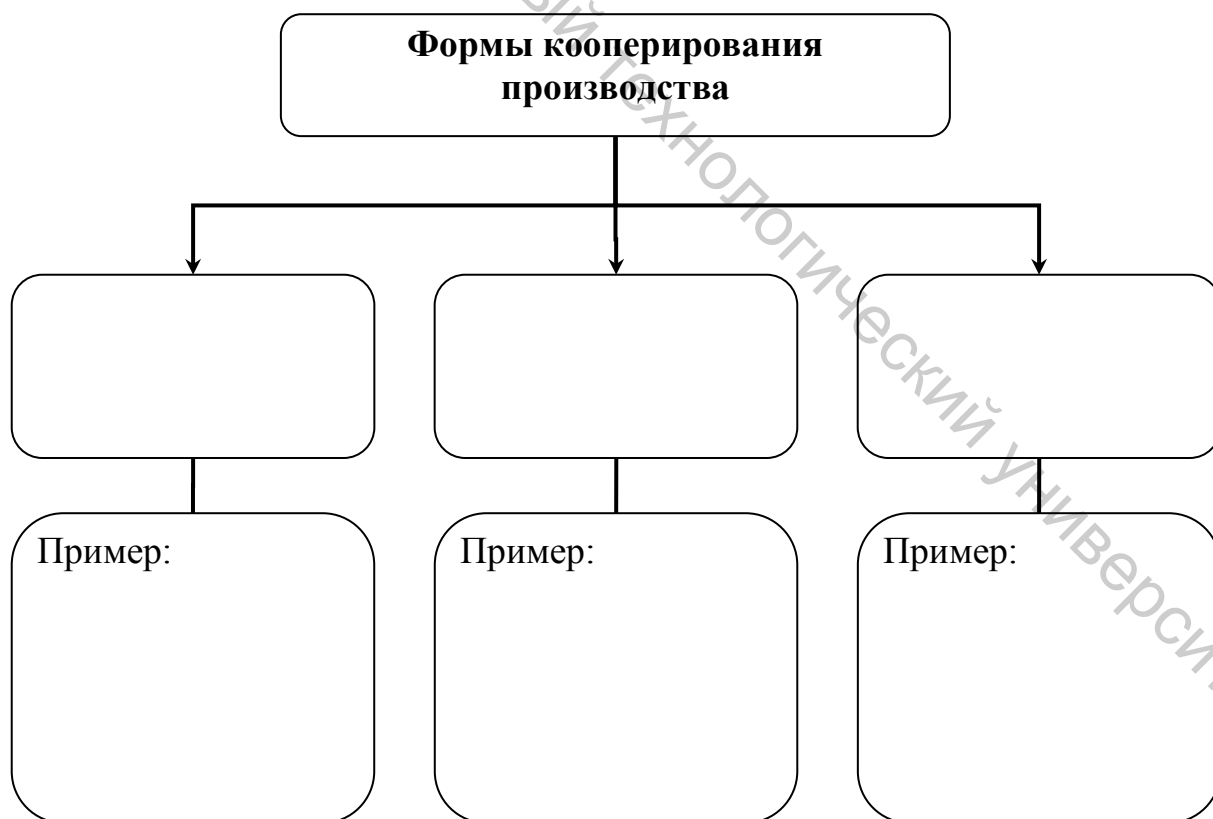 Формы кооперирования
производства
Пример:
Пример:
Пример:
технологический